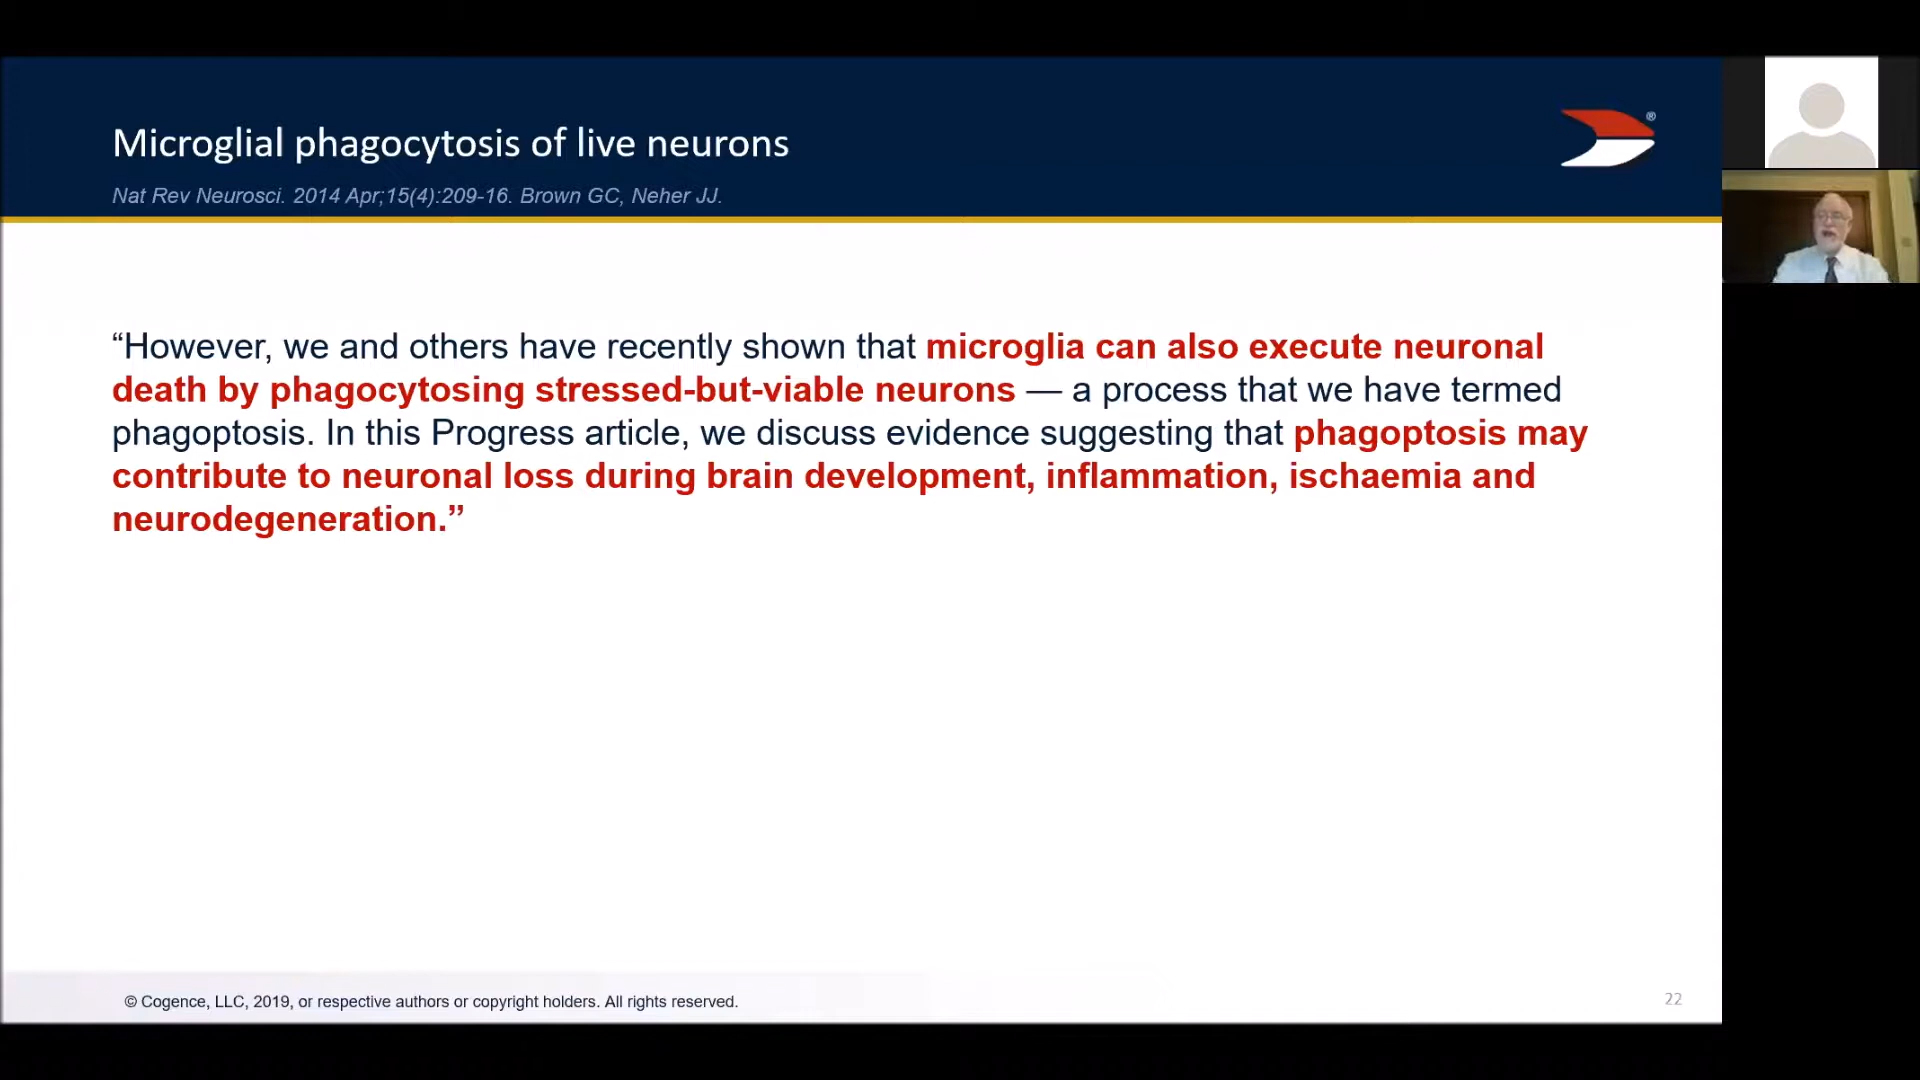 Microglial phagocytosis of live neurons
®
Nat Rev Neurosci. 2014 Apr;15(4):209-16. Brown GC, Neher JJ.
“However, we and others have recently shown that microglia can also execute neuronal
death by phagocytosing stressed-but-viable neurons — a process that we have termed
phagoptosis. In this Progress article, we discuss evidence suggesting that phagoptosis may
contribute to neuronal loss during brain development, inflammation, ischaemia and
neurodegeneration.”
© Cogence, LLC, 2019, or respective authors or copyright holders. All rights reserved.
22